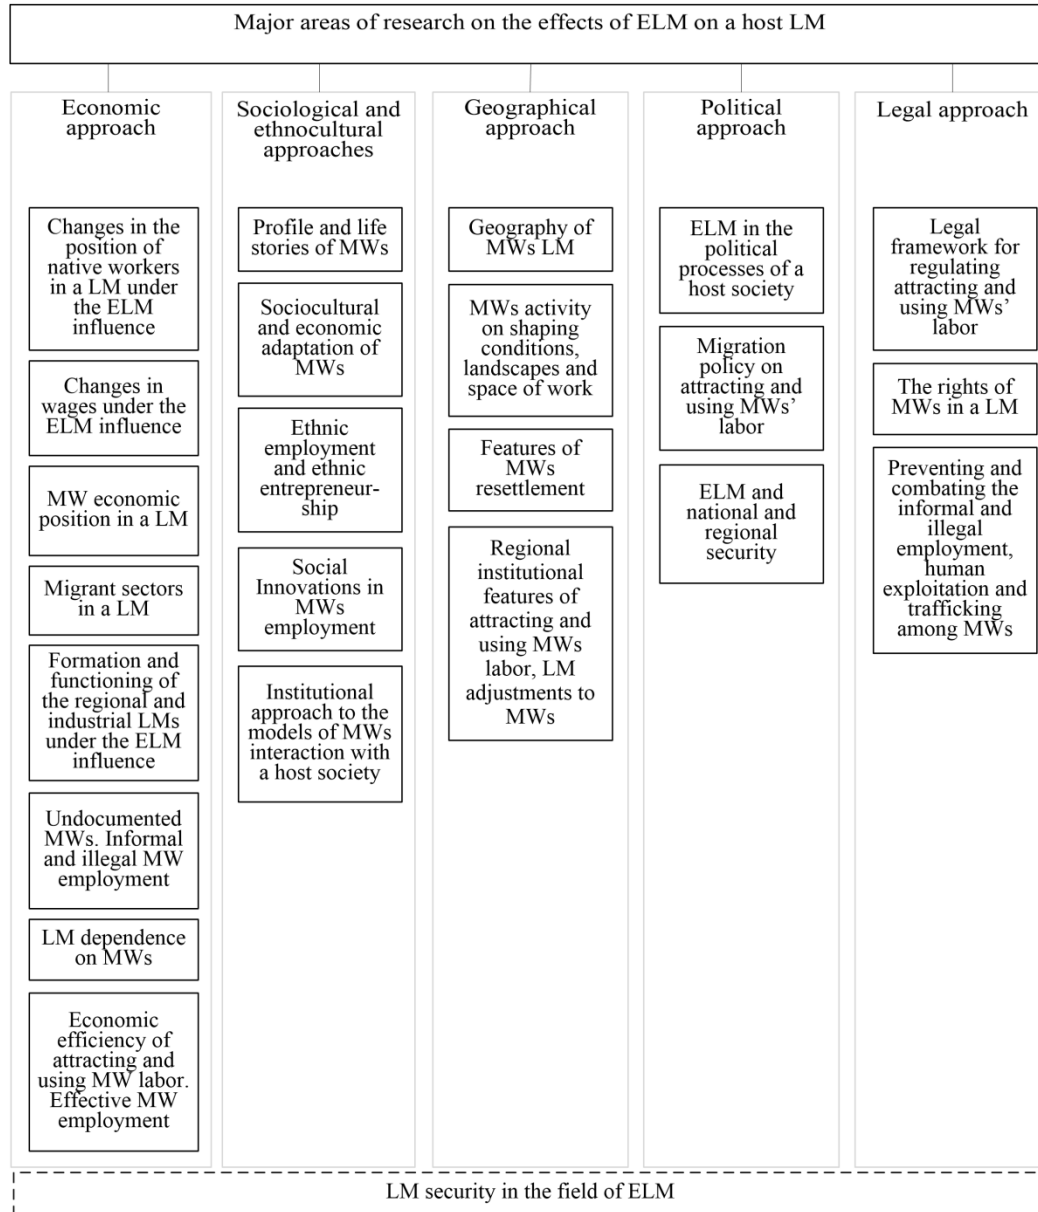 Major areas of research on the effects of ELM on a host LM
Economic
approach
Changes in the
position of
native workers
in a LM under
the ELM
influence
Changes in
wages under the
ELM influence
MW economic
position in a LM
Migrant sectors
in a LM
Formation and
functioning of
the regional and
industrial LMs
under the ELM
influence
Undocumented
MWs. Informal
and illegal MW
employment
LM dependence
on MWs
Economic
efficiency of
attracting and
using MW labor.
Effective MW
employment
Sociological and
ethnocultural
approaches
Profile and life
stories of MWs
Sociocultural
and economic
adaptation of
MWs
Ethnic
employment
and ethnic
entrepreneur-
ship
Social
Innovations in
MWs
employment
Institutional
approach to the
models of MWs
interaction with
a host society
Geographical
approach
Geography of
MWs LM
MWs activity
on shaping
conditions,
landscapes and
space of work
Features of
MWs
resettlement
Regional
institutional
features of
attracting and
using MWs
labor, LM
adjustments to
MWs
Political
approach
ELM in the
political
processes of a
host society
Migration
policy on
attracting and
using MWs’
labor
ELM and
national and
regional
security
Legal approach
Legal
framework for
regulating
attracting and
using MWs’
labor
The rights of
MWs in a LM
Preventing and
combating the
informal and
illegal
employment,
human
exploitation and
trafficking
among MWs
LM security in the field of ELM